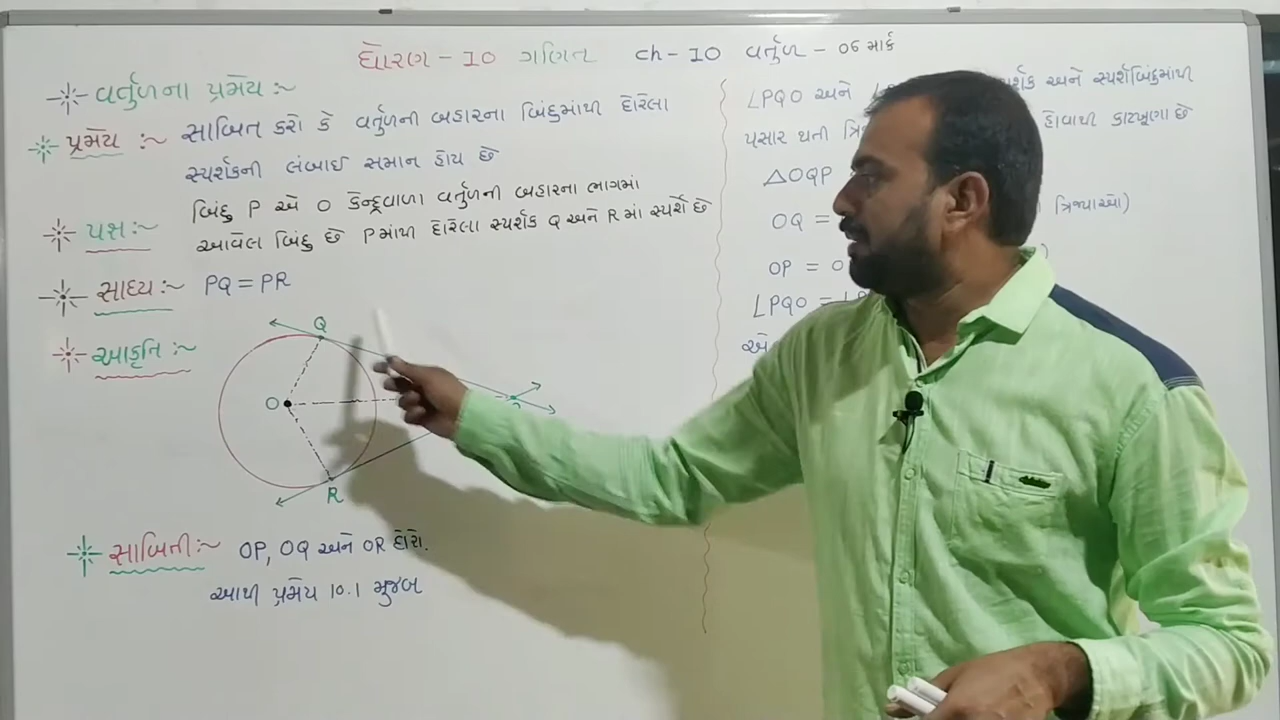 ધોરણ - 10 ગણિત ch - 10 વર્તુળ - 06 માર્ક
વર્તુળના પ્રમેય :~
પ્રમેય :~ સાબિત કરો કે વર્તુળની બહારના બિંદુમાંથી દોરેલા
સ્પર્શકની લંબાઈ સમાન હોય છે
પક્ષ:~ બિંદુ P એ O કેન્દ્રવાળા વર્તુળની બહારના ભાગમાં
આવેલ બિંદુ છે P માંથી દોરેલા સ્પર્શક Q અને R માં સ્પર્શે છે
સાધ્ય:~ PQ = PR
આકૃતિ :~
Q
O
R
સાબિતી:~ OP, OQ અને OR દોરો.
આથી પ્રમેય 10.1 મુજબ
∠PQO અને સ્પર્શક અને સ્પર્શબિંદુમાંથી
પસાર થતી હોવાથી કાટખૂણા છે
△OQP
OQ = ત્રિજ્યાઓ)
OP = O
∠PQO =